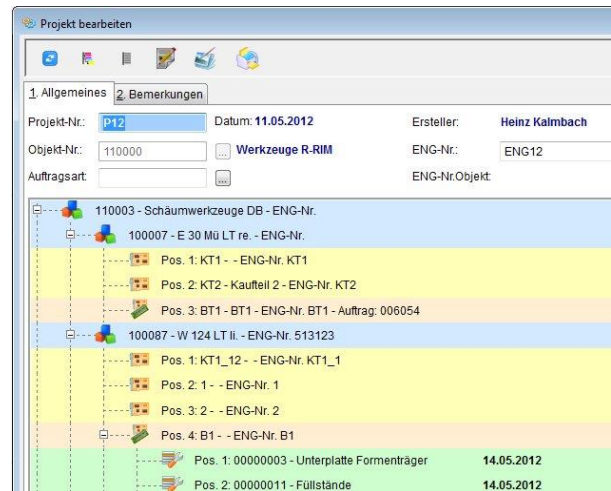 Projekt bearbeiten
1. Allgemeines 2. Bemerkungen
Projekt-Nr.: P12 Datum: 11.05.2012 Ersteller: Heinz Kalmbach
Objekt-Nr.: 110000 ... Werkzeuge R-RIM ENG-Nr.: ENG12
Auftragsart: ... ENG-Nr.Objekt:
110003 - Schäumwerkzeuge DB - ENG-Nr.
100007 - E 30 Mü LT re. - ENG-Nr.
Pos. 1: KT1 - - ENG-Nr. KT1
Pos. 2: KT2 - Kaufteil 2 - ENG-Nr. KT2
Pos. 3: BT1 - BT1 - ENG-Nr. BT1 - Auftrag: 006054
100087 - W 124 LT li. - ENG-Nr. 513123
Pos. 1: KT1_12 - - ENG-Nr. KT1_1
Pos. 2: 1 - - ENG-Nr. 1
Pos. 3: 2 - - ENG-Nr. 2
Pos. 4: B1 - - ENG-Nr. B1
Pos. 1: 00000003 - Unterplatte Formenträger 14.05.2012
Pos. 2: 00000011 - Füllstände 14.05.2012